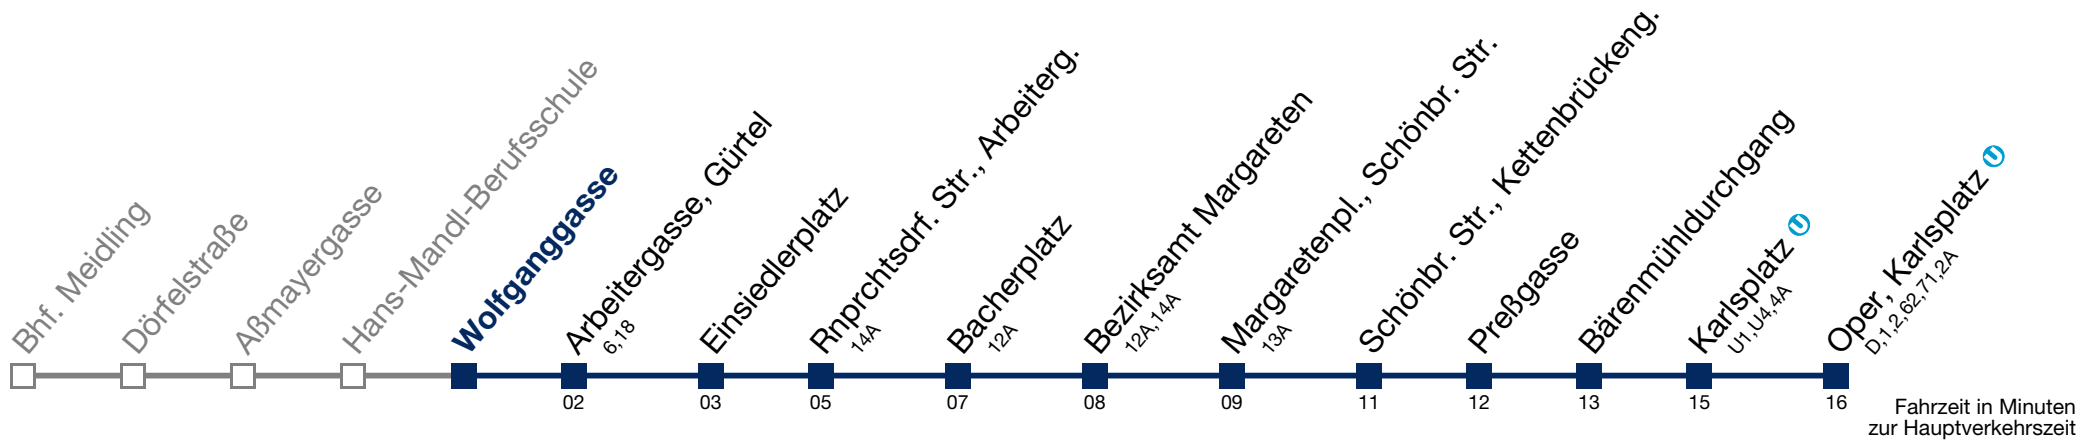 Bhf. Meidling
Dörfelstraße
Aßmayergasse
Hans-Mandl-Berufsschule
Wolfganggasse
Arbeitergasse, Gürtel
6,18
02
Einsiedlerplatz
03
Rnprchtsdrf. Str., Arbeiterg.
14A
05
Bacherplatz
12A
07
Bezirksamt Margareten
12A,14A
08
Margaretenpl., Schönbr. Str.
13A
09
Schönbr. Str., Kettenbrückeng.
11
Preßgasse
12
Bärenmühldurchgang
13
Karlsplatz U
U1,U4,4A
15
Oper, Karlsplatz U
D,1,2,62,71,2A
16
Fahrzeit in Minuten
zur Hauptverkehrszeit